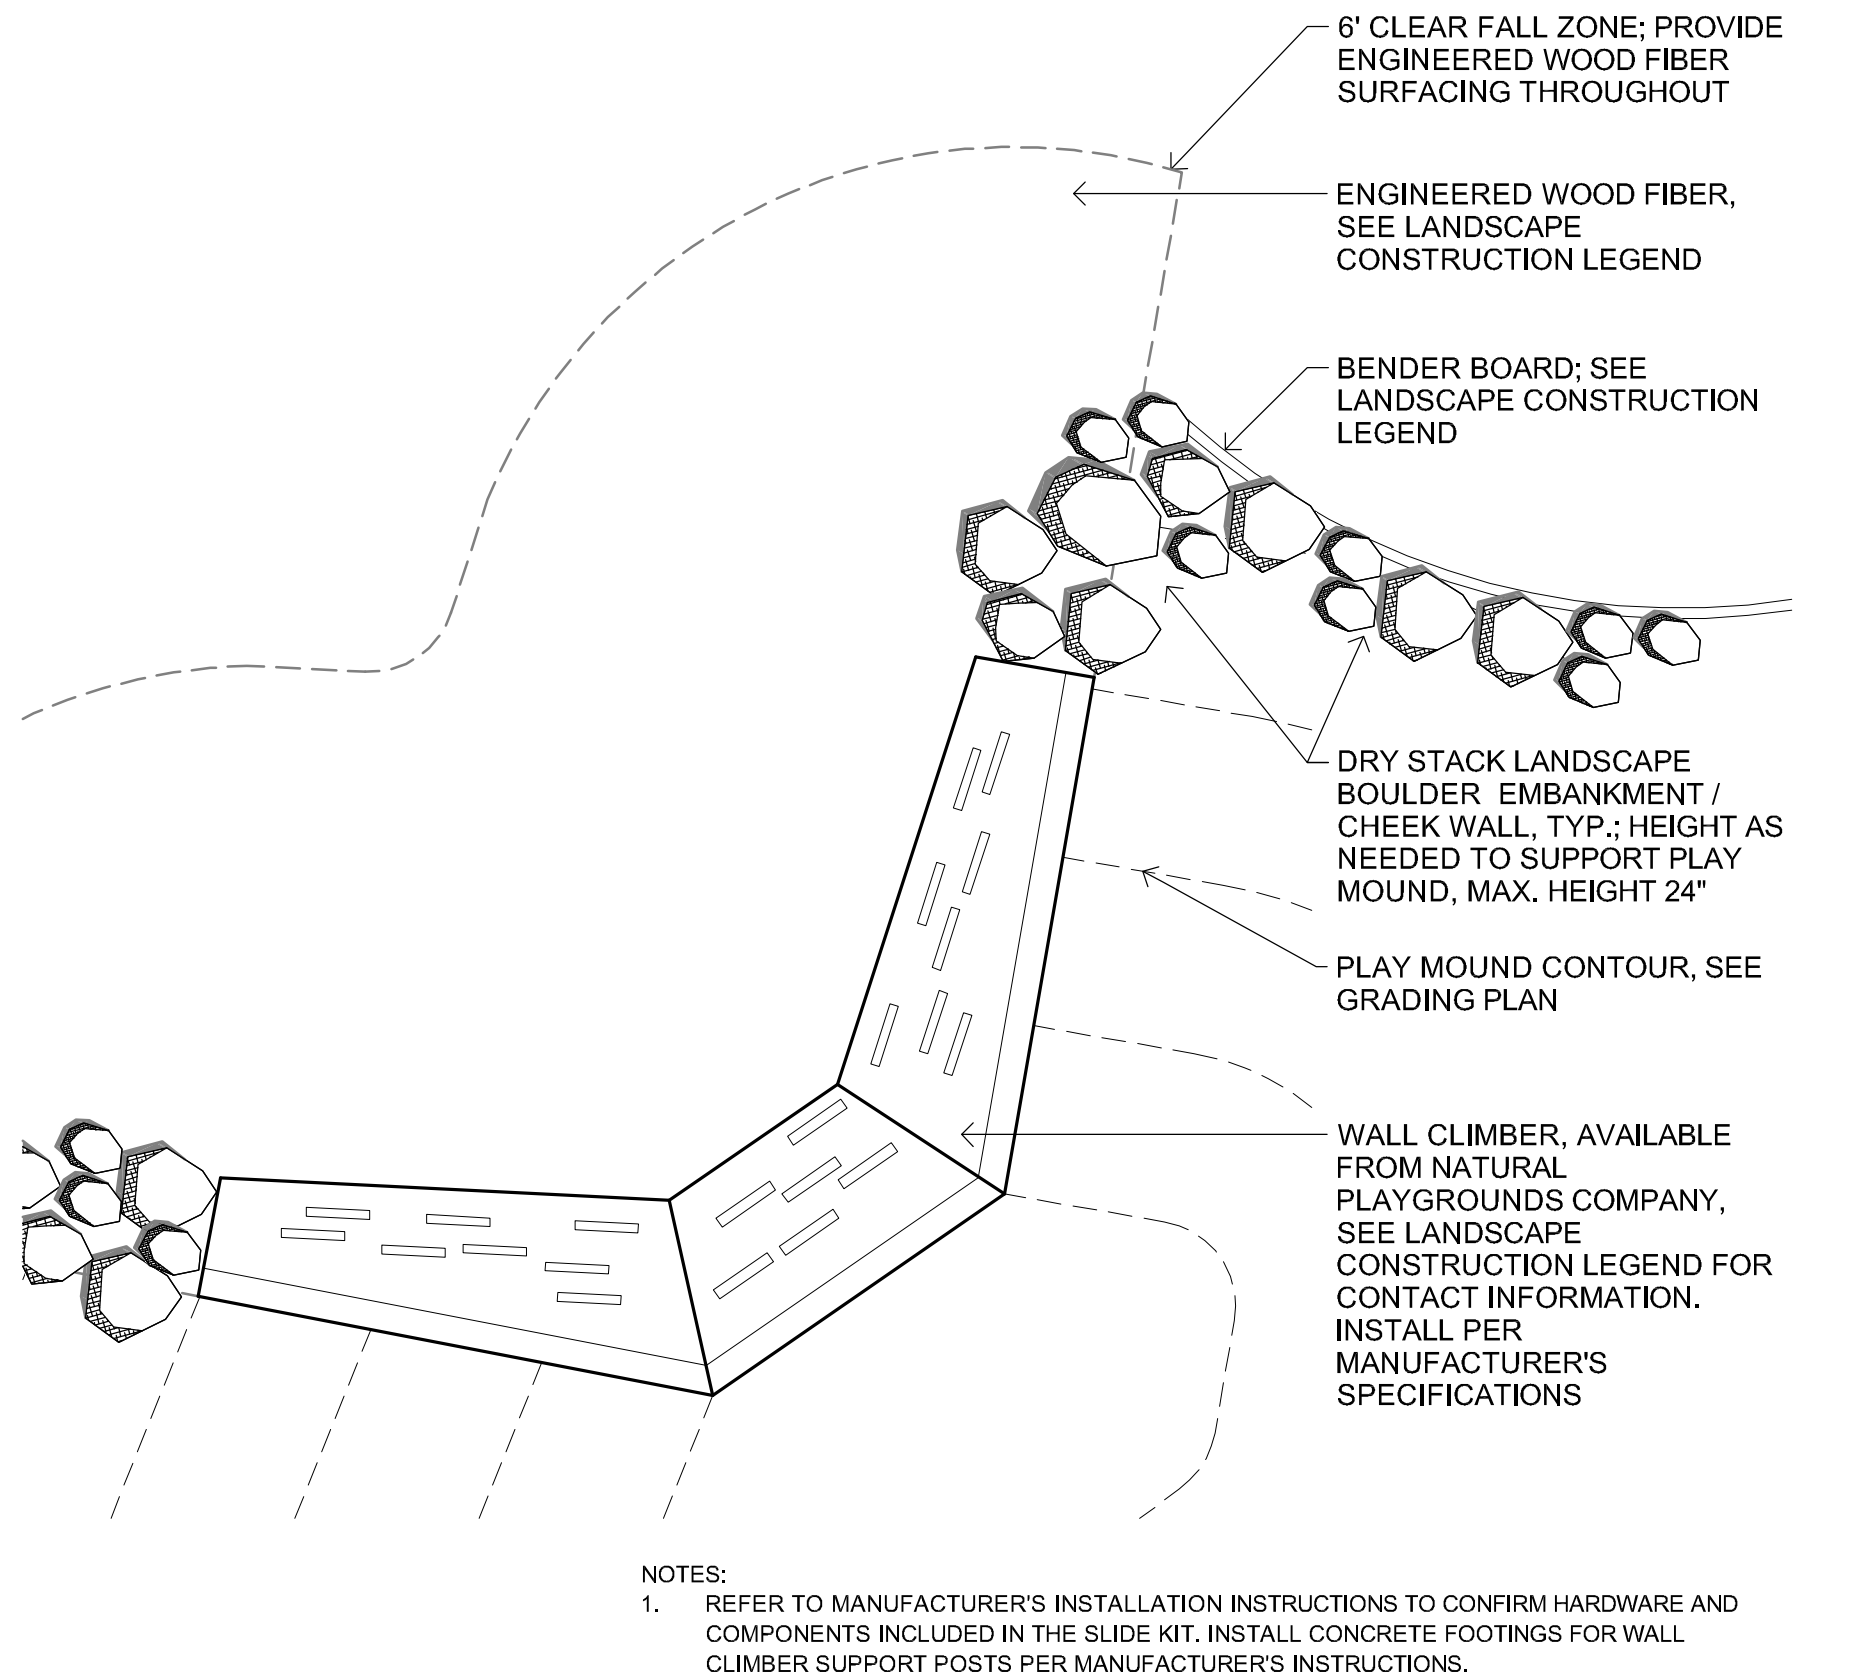 6' CLEAR FALL ZONE; PROVIDE
ENGINEERED WOOD FIBER
SURFACING THROUGHOUT
ENGINEERED WOOD FIBER,
SEE LANDSCAPE
CONSTRUCTION LEGEND
BENDER BOARD; SEE
LANDSCAPE CONSTRUCTION
LEGEND
DRY STACK LANDSCAPE
BOULDER EMBANKMENT /
CHEEK WALL, TYP.; HEIGHT AS
NEEDED TO SUPPORT PLAY
MOUND, MAX. HEIGHT 24"
PLAY MOUND CONTOUR, SEE
GRADING PLAN
WALL CLIMBER, AVAILABLE
FROM NATURAL
PLAYGROUNDS COMPANY,
SEE LANDSCAPE
CONSTRUCTION LEGEND FOR
CONTACT INFORMATION.
INSTALL PER
MANUFACTURER'S
SPECIFICATIONS
NOTES:
1. REFER TO MANUFACTURER'S INSTALLATION INSTRUCTIONS TO CONFIRM HARDWARE AND
COMPONENTS INCLUDED IN THE SLIDE KIT. INSTALL CONCRETE FOOTINGS FOR WALL
CLIMBER SUPPORT POSTS PER MANUFACTURER'S INSTRUCTIONS.